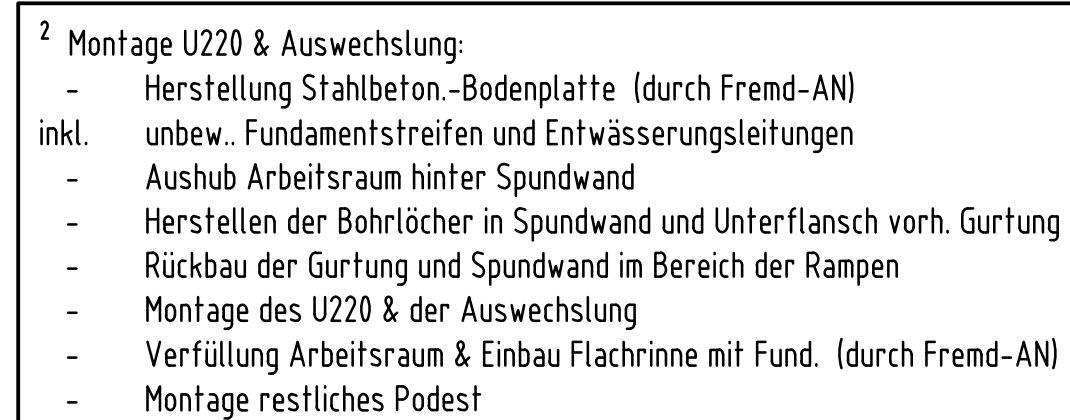 ² Montage U220 & Auswechslung:
- Herstellung Stahlbeton.-Bodenplatte (durch Fremd-AN)
inkl. unbew.. Fundamentstreifen und Entwässerungsleitungen
- Aushub Arbeitsraum hinter Spundwand
- Herstellen der Bohrlöcher in Spundwand und Unterflansch vorh. Gurtung
- Rückbau der Gurtung und Spundwand im Bereich der Rampen
- Montage des U220 & der Auswechslung
- Verfüllung Arbeitsraum & Einbau Flachrinne mit Fund. (durch Fremd-AN)
- Montage restliches Podest